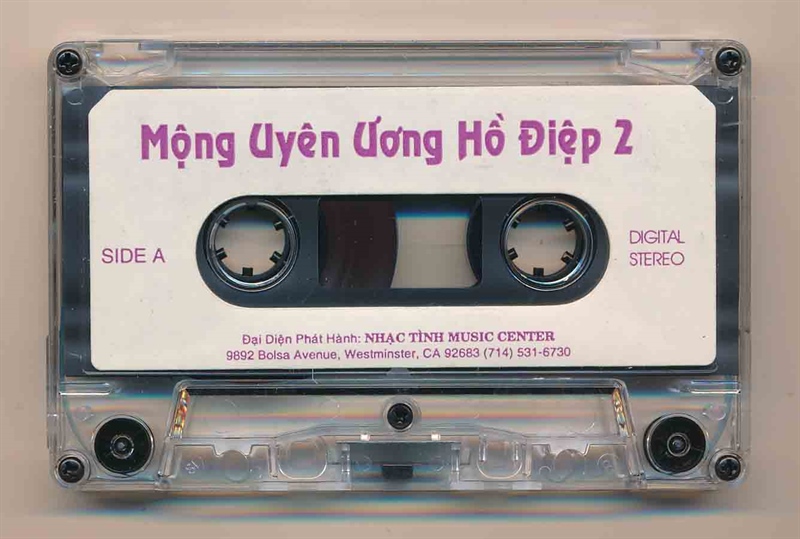 Mộng Uyên Ương Hồ Điệp 2
SIDE A
DIGITAL
STEREO
Đại Diện Phát Hành: NHẠC TÌNH MUSIC CENTER
9892 Bolsa Avenue, Westminster, CA 92683 (714) 531-6730